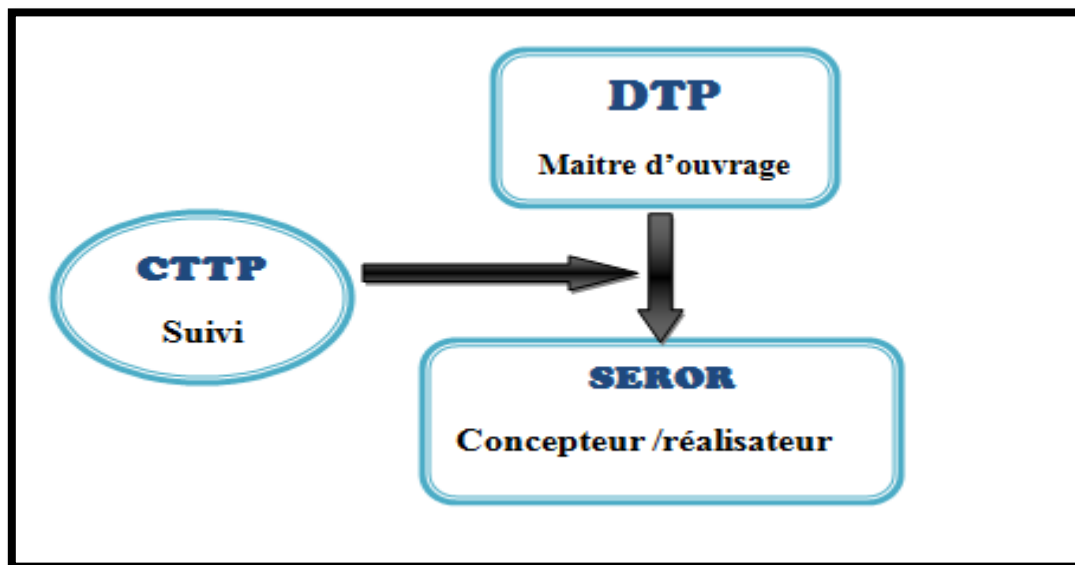 DTP
Maitre d'ouvrage
CTTP
Suivi
SEROR
Concepteur /réalisateur